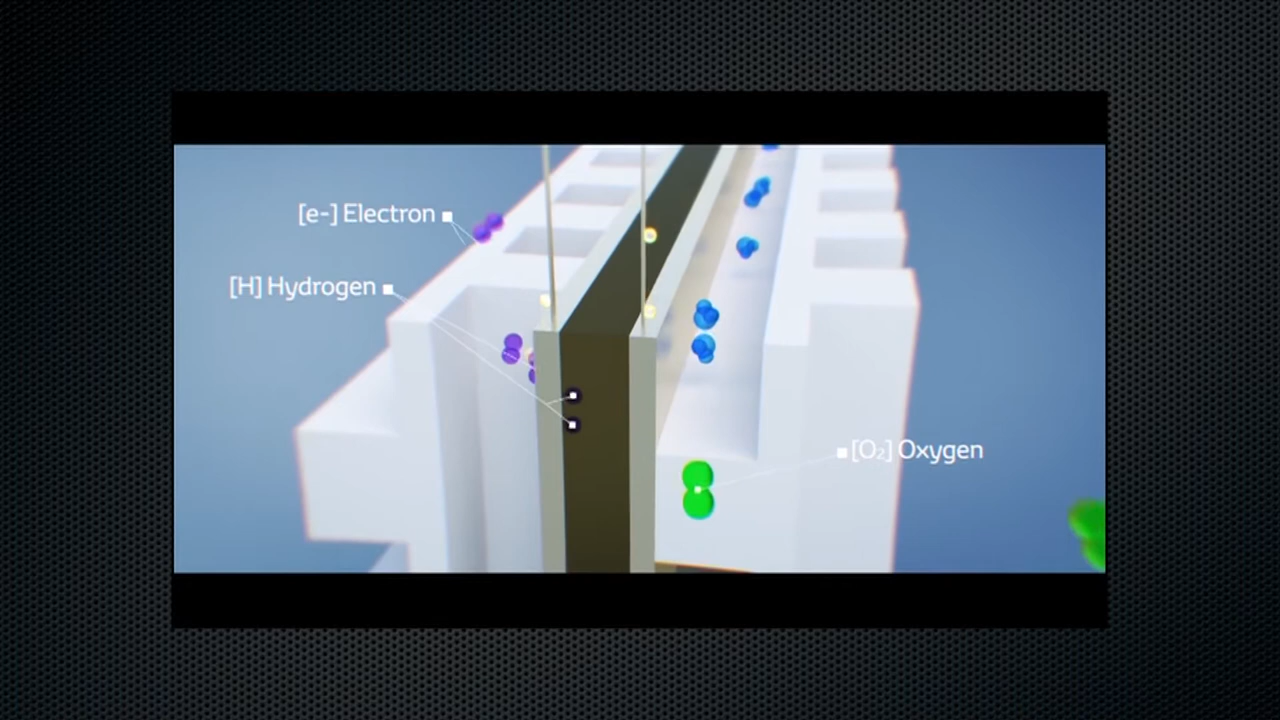 [e-] Electron
[H] Hydrogen
[O₂] Oxygen